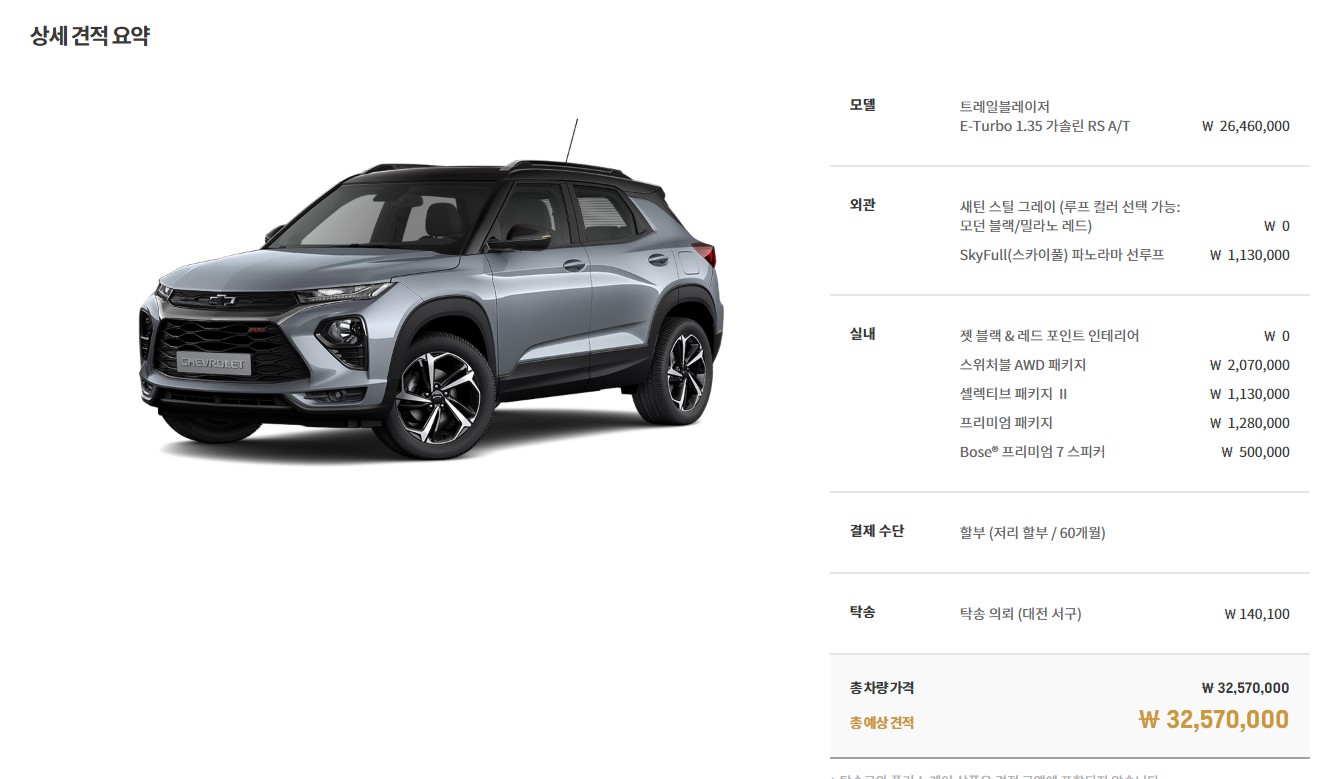 상세 견적 요약
모델
트레일블레이저
E-Turbo 1.35 가솔린 RS A/T ₩ 26,460,000
외관
새틴 스틸 그레이 (루프 컬러 선택 가능:
모던 블랙/밀라노 레드) ₩ 0
SkyFull(스카이풀) 파노라마 선루프 ₩ 1,130,000
실내
젯 블랙 & 레드 포인트 인테리어 ₩ 0
스위처블 AWD 패키지 ₩ 2,070,000
셀렉티브 패키지 Ⅱ ₩ 1,130,000
프리미엄 패키지 ₩ 1,280,000
Bose® 프리미엄 7 스피커 ₩ 500,000
결제 수단 할부 (저리 할부 / 60개월)
탁송 탁송 의뢰 (대전 서구) ₩ 140,100
총 차량 가격 ₩ 32,570,000
총 예상 견적 ₩ 32,570,000
CHEVROLET
RS